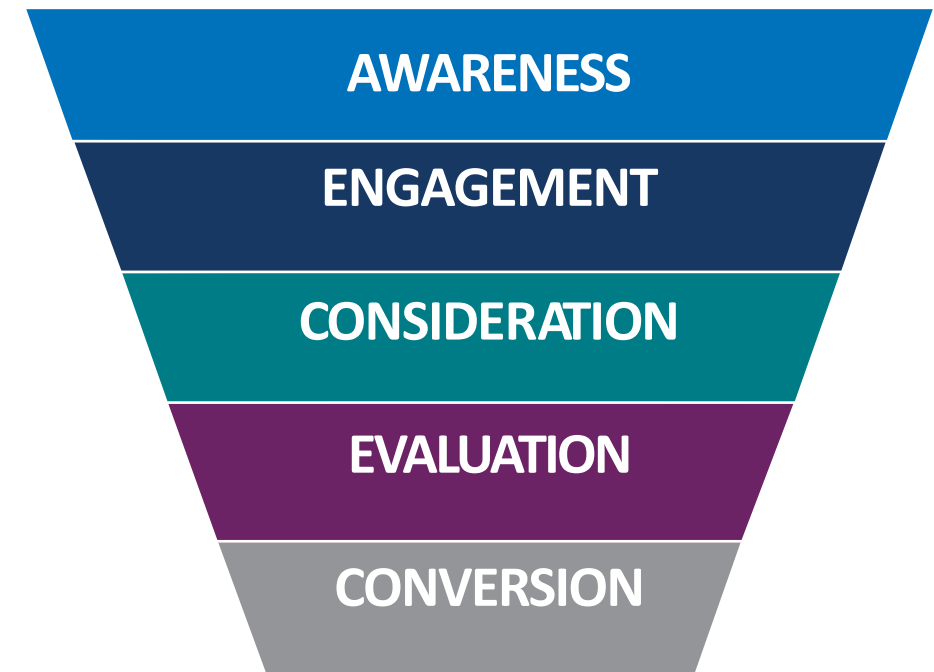 AWARENESS
ENGAGEMENT
CONSIDERATION
EVALUATION
CONVERSION